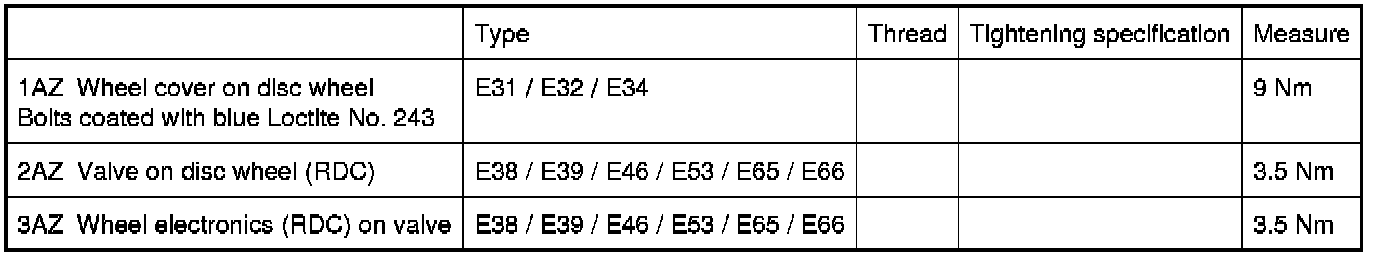 Type Thread Tightening specification Measure
1AZ Wheel cover on disc wheel E31 / E32 / E34 9 Nm
Bolts coated with blue Loctite No. 243
2AZ Valve on disc wheel (RDC) E38 / E39 / E46 / E53 / E65 / E66 3.5 Nm
3AZ Wheel electronics (RDC) on valve E38 / E39 / E46 / E53 / E65 / E66 3.5 Nm